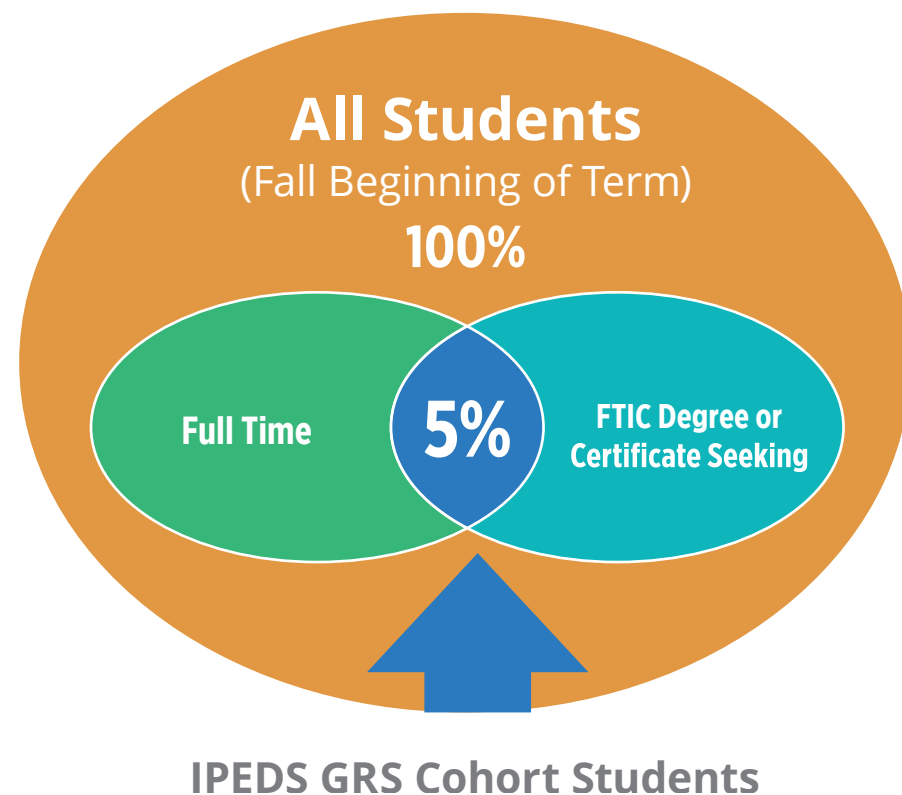 All Students
(Fall Beginning of Term)
100%
Full Time
5%
FTIC Degree or
Certificate Seeking
IPEDS GRS Cohort Students